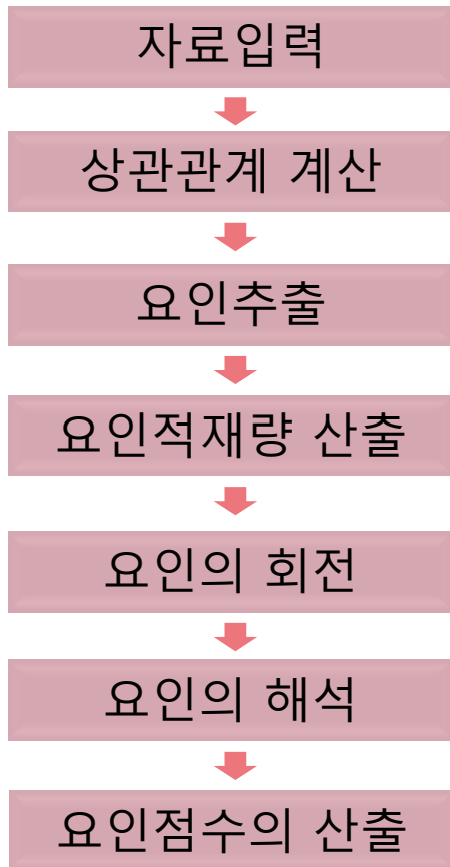 자료입력
상관관계 계산
요인추출
요인적재량 산출
요인의 회전
요인의 해석
요인점수의 산출